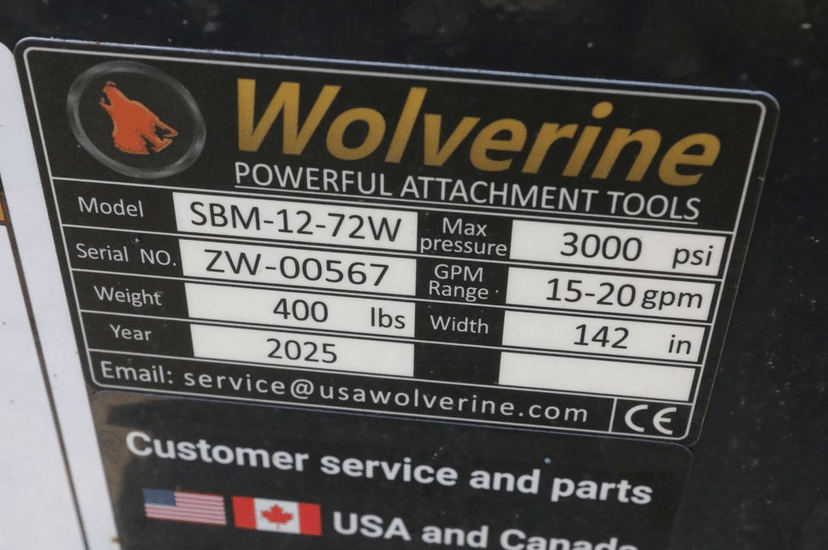 Wolverine
POWERFUL ATTACHMENT TOOLS
Model SBM-12-72W Max pressure 3000 psi
Serial NO. ZW-00567 GPM Range 15-20 gpm
Weight 400 lbs Width 142 in
Year 2025
Email: service@usawolverine.com CE
Customer service and parts
USA and Canada